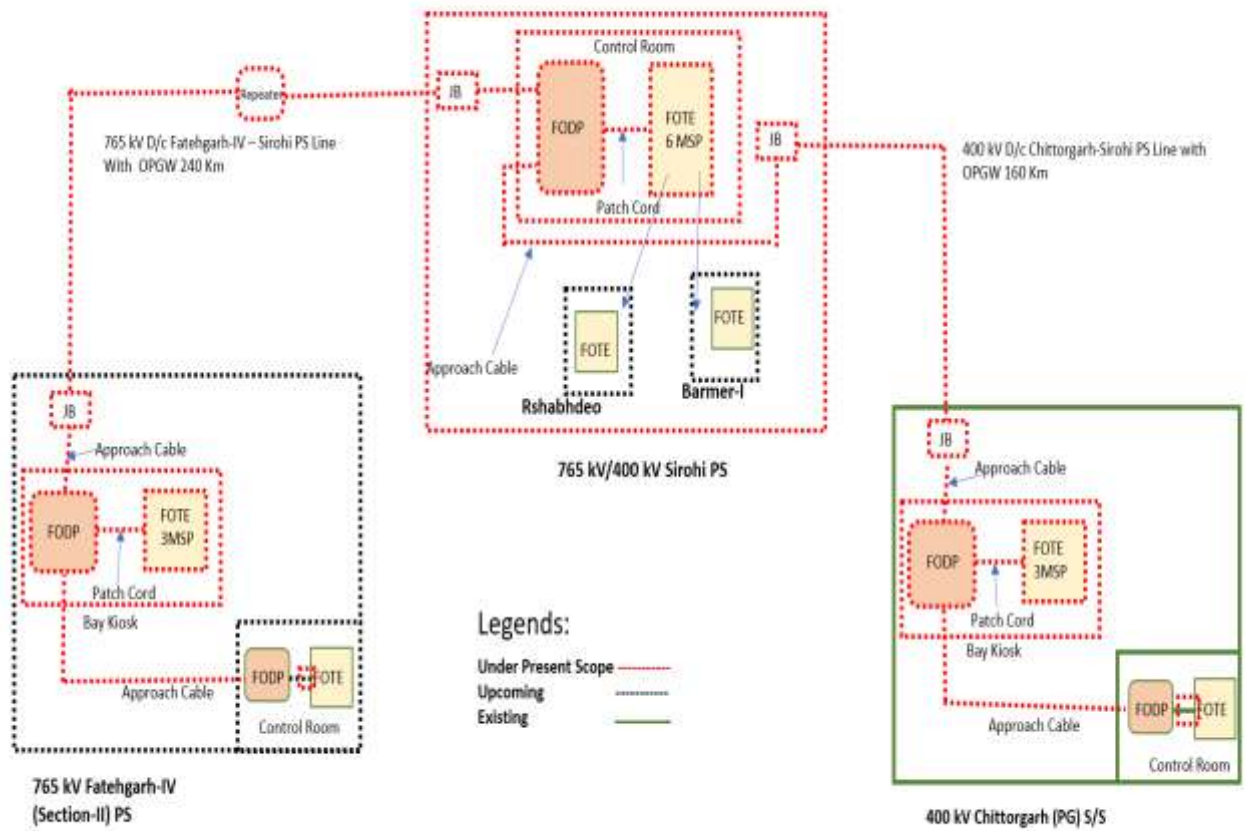 Control Room
JB
FODP
FOTE
6 MSP
Patch Cord
JB
Repeater
765 kV D/c Fatehgarh-IV – Sirohi PS Line
With OPGW 240 Km
400 kV D/c Chittorgarh-Sirohi PS Line with
OPGW 160 Km
Approach Cable
FOTE
Rshabhdeo
FOTE
Barmer-I
765 kV/400 kV Sirohi PS
JB
Approach Cable
FODP
FOTE
3MSP
Patch Cord
Bay Kiosk
Approach Cable
FODP
FOTE
Control Room
765 kV Fatehgarh-IV
(Section-II) PS
Legends:
Under Present Scope
Upcoming
Existing
JB
Approach Cable
FODP
FOTE
3MSP
Patch Cord
Bay Kiosk
Approach Cable
FODP
FOTE
Control Room
400 kV Chittorgarh (PG) S/S